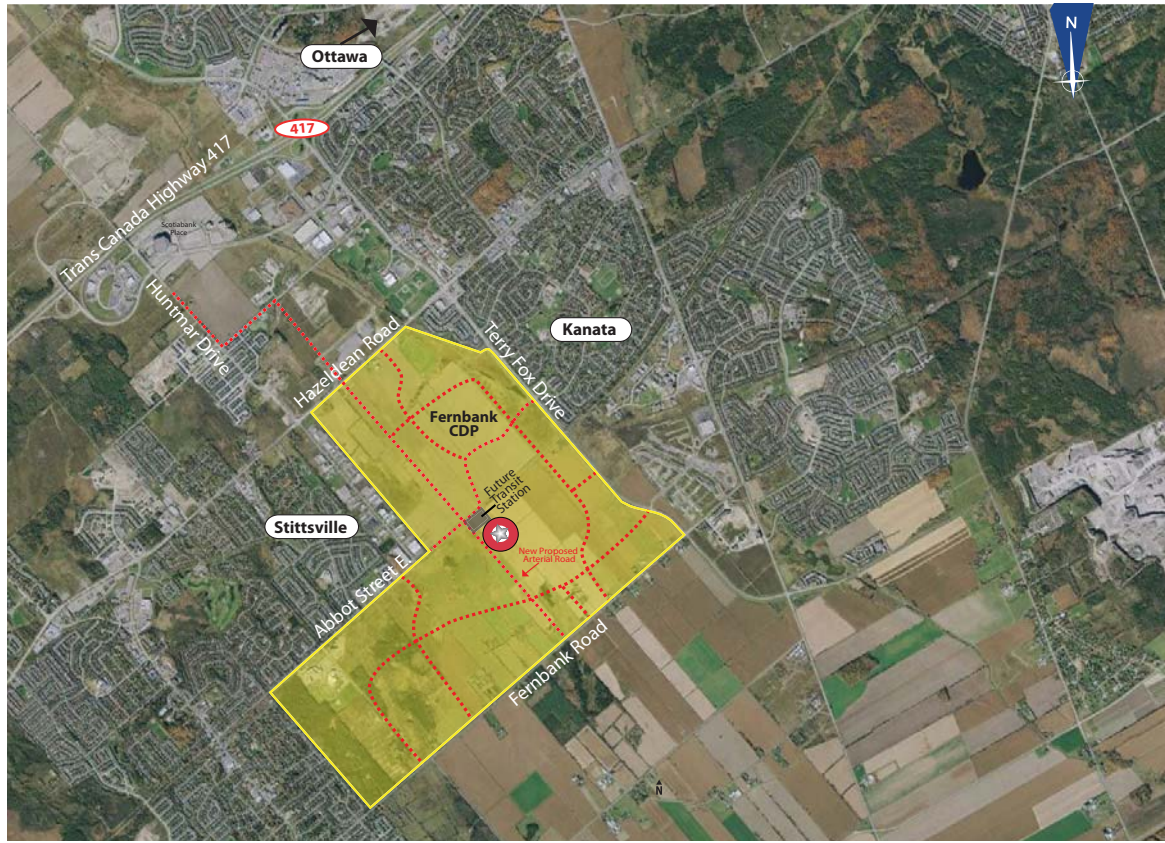 N
Ottawa
417
Trans Canada Highway 417
Scotiabank
Place
Huntmar Drive
Hazeldean Road
Terry Fox Drive
Kanata
Fernbank
CDP
Future
Transit
Station
Stittsville
New Proposed
Arterial Road
Abbot Street E.
Fernbank Road
N